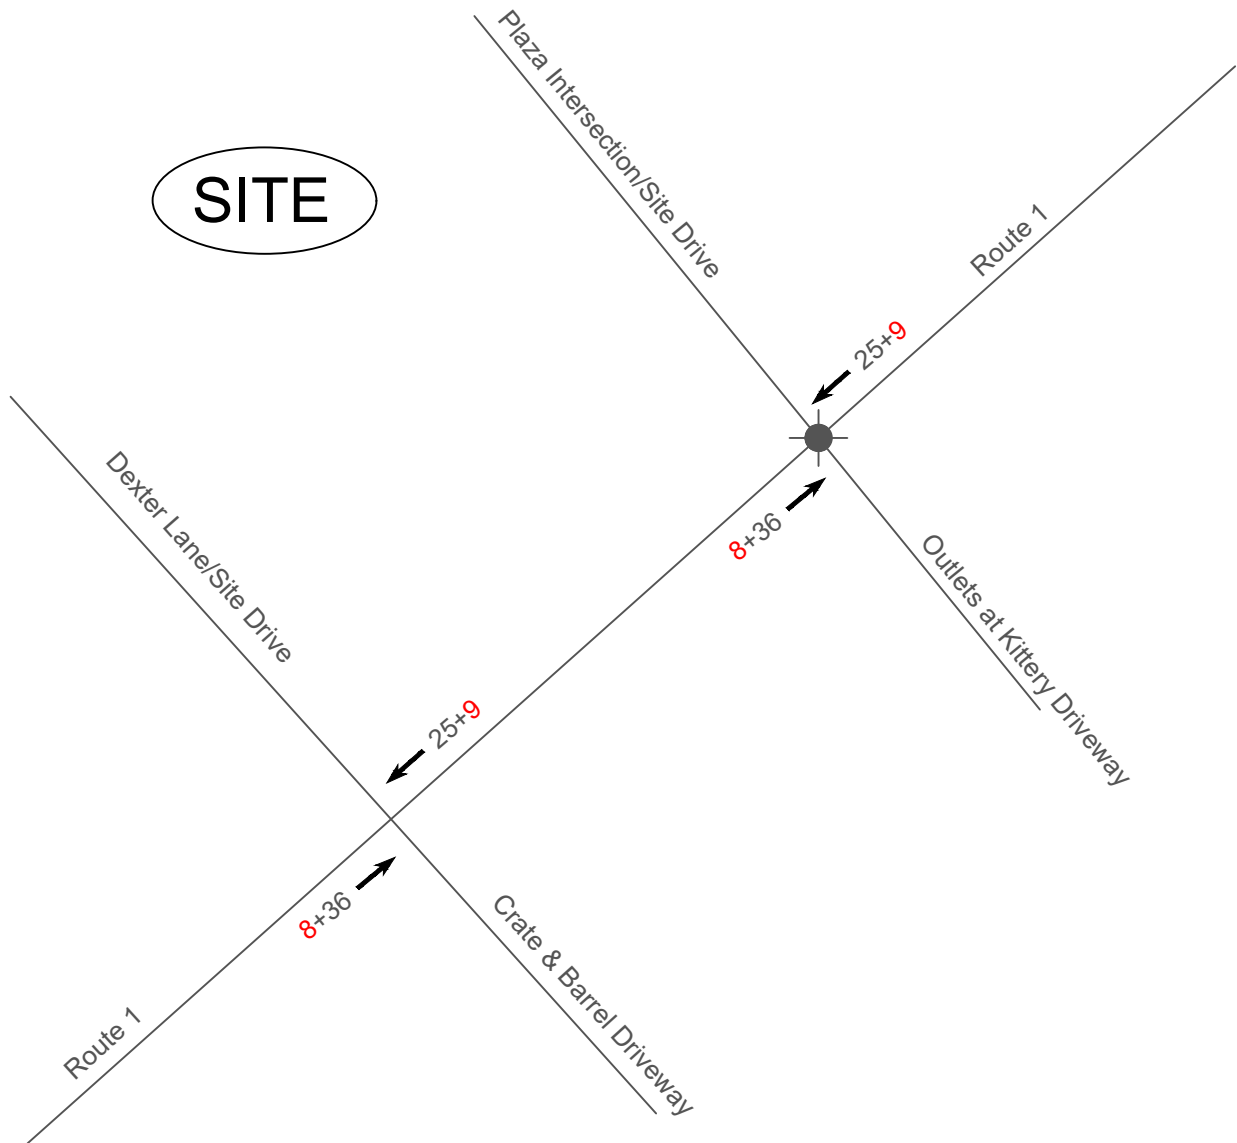 Plaza Intersection/Site Drive
SITE
Route 1
25+9
Dexter Lane/Site Drive
8+36
Outlets at Kittery Driveway
25+9
8+36
Crate & Barrel Driveway
Route 1